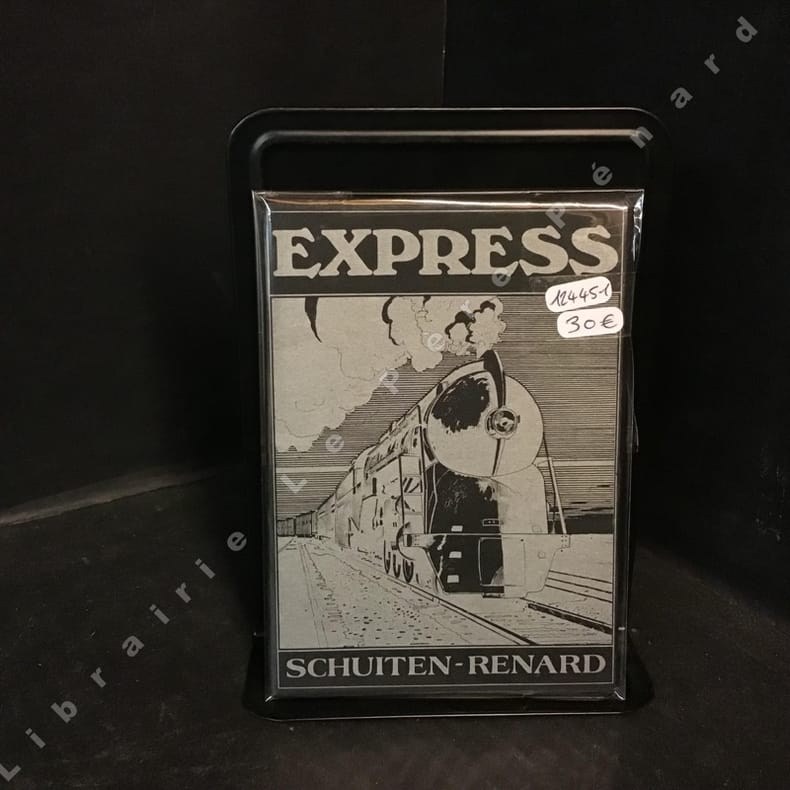 EXPRESS
12445-1
30€
SCHUITEN-RENARD
Librairie Le père Pénard